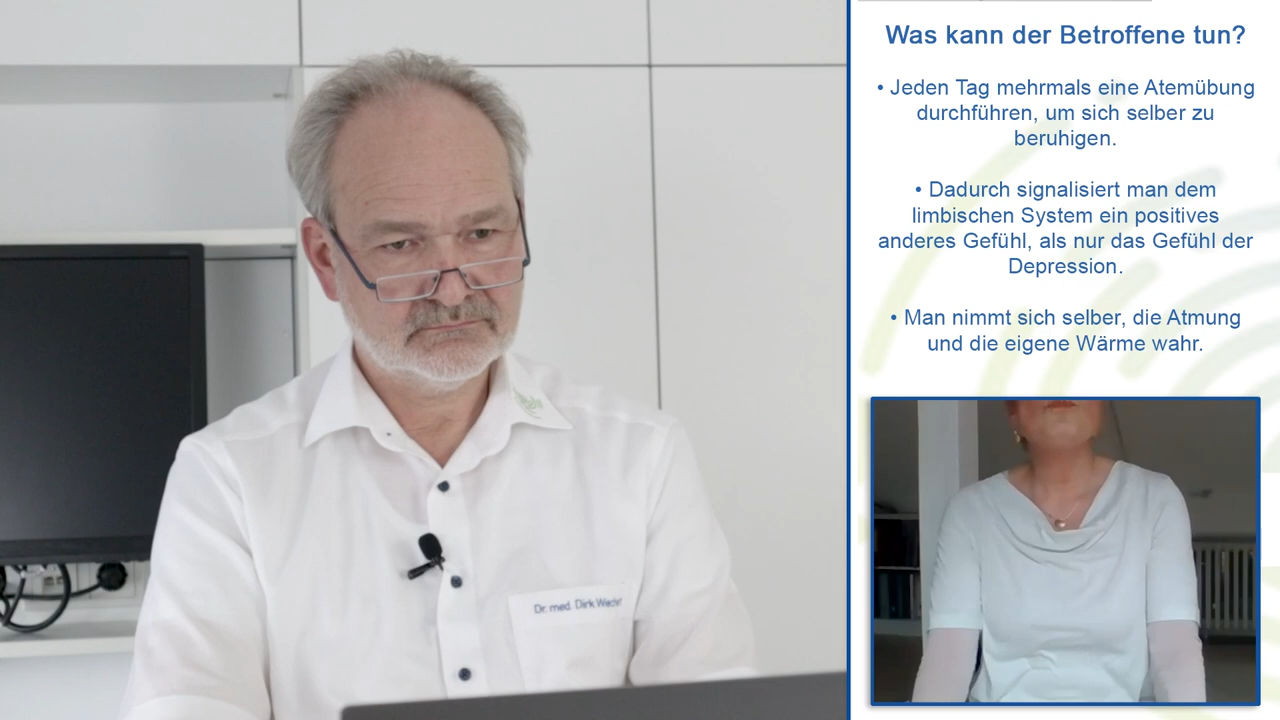 Was kann der Betroffene tun?
• Jeden Tag mehrmals eine Atemübung
durchführen, um sich selber zu
beruhigen.
• Dadurch signalisiert man dem
limbischen System ein positives
anderes Gefühl, als nur das Gefühl der
Depression.
• Man nimmt sich selber, die Atmung
und die eigene Wärme wahr.
Dr. med. Dirk